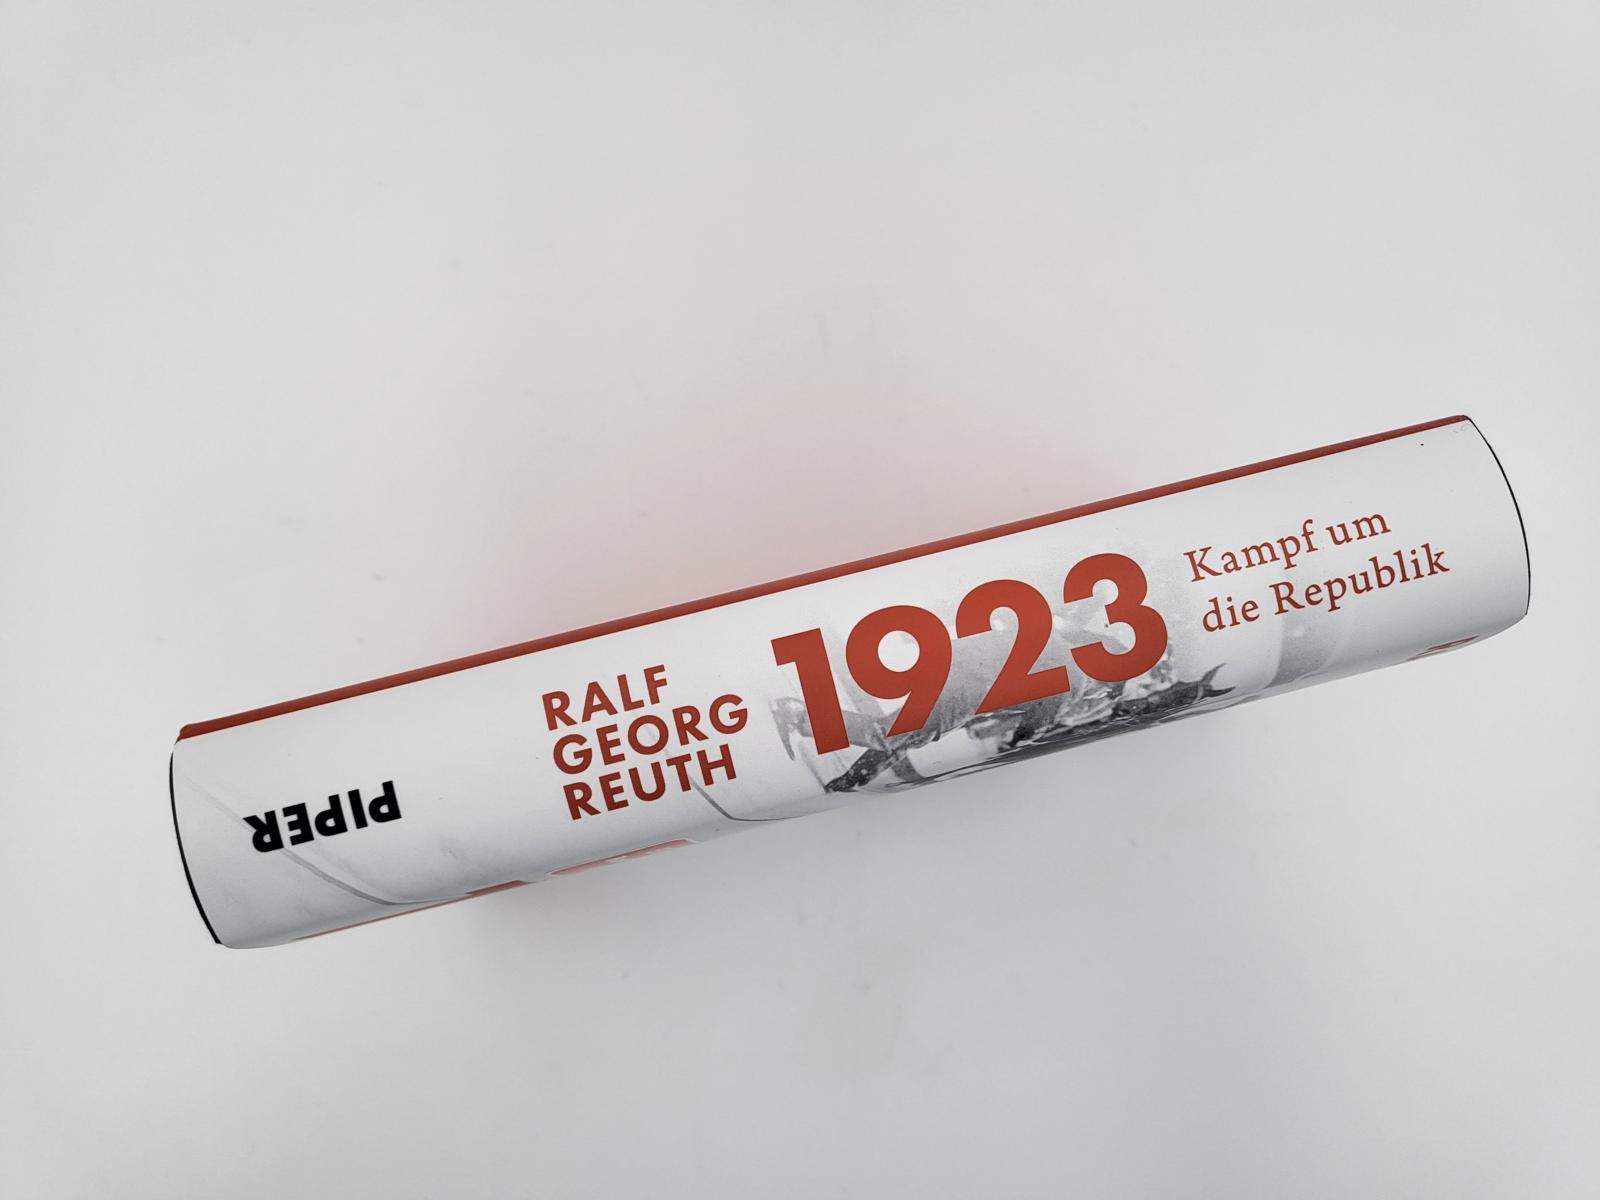 RALF
GEORG
REUTH
1923
Kampf um
die Republik
PIPER